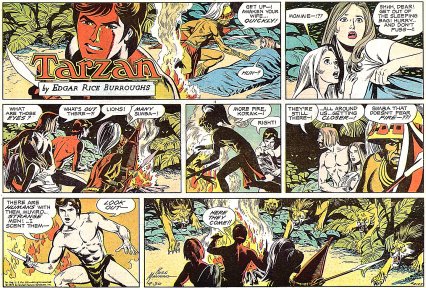 GET UP--!
AWAKEN YOUR
WIFE...
QUICKLY!
HUH--?
Tarzan
by EDGAR RICE BURROUGHS
MOMMIE--!?!
SHHH, DEAR!
GET OUT OF
THE SLEEPING
BAG! HURRY...
AND DON'T
FUSS--!
WHAT
ARE
THOSE
EYES?
WHAT'S OUT
THERE--?!
LIONS!
MANY
SIMBA--!
MORE FIRE,
KORAK--!
RIGHT!
THEY'RE
STILL
THERE--
...ALL AROUND
US... GETTING
CLOSER--
SIMBA THAT
DOESN'T FEAR
FIRE--?!
THERE ARE
HUMANS WITH
THEM, MUVIRO...
STRANGE
MEN! I
SCENT THEM--
LOOK
OUT--
HERE
THEY
COME!